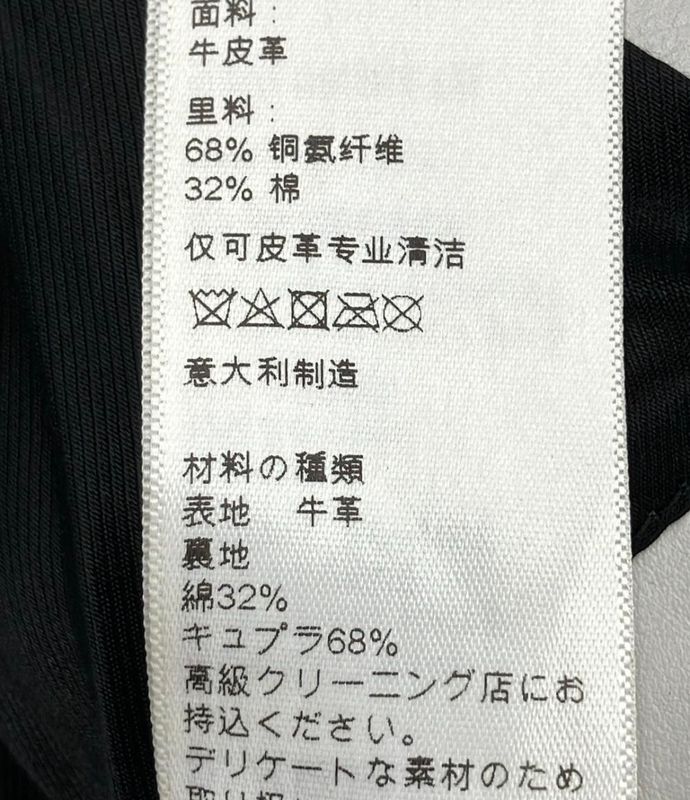 面料：
牛皮革
里料：
68% 铜氨纤维
32% 棉
仅可皮革专业清洁
意大利制造
材料の種類
表地　牛革
裏地
綿32%
キュプラ68%
高級クリーニング店にお
持込ください。
デリケートな素材のため